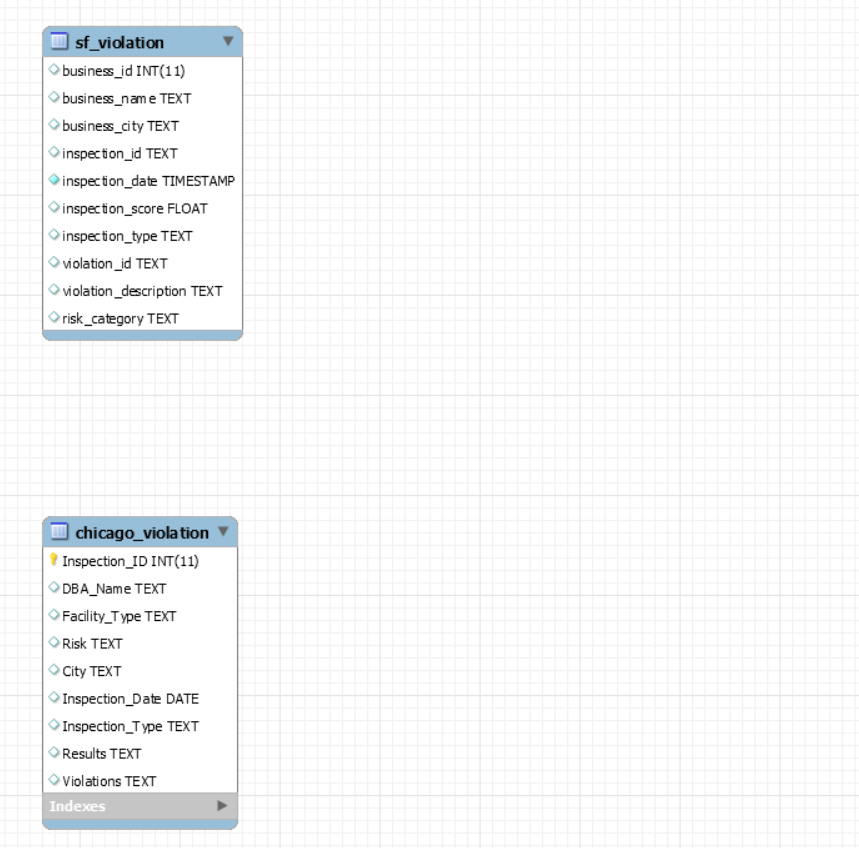 sf_violation
business_id INT(11)
business_name TEXT
business_city TEXT
inspection_id TEXT
inspection_date TIMESTAMP
inspection_score FLOAT
inspection_type TEXT
violation_id TEXT
violation_description TEXT
risk_category TEXT
chicago_violation
Inspection_ID INT(11)
DBA_Name TEXT
Facility_Type TEXT
Risk TEXT
City TEXT
Inspection_Date DATE
Inspection_Type TEXT
Results TEXT
Violations TEXT
Indexes